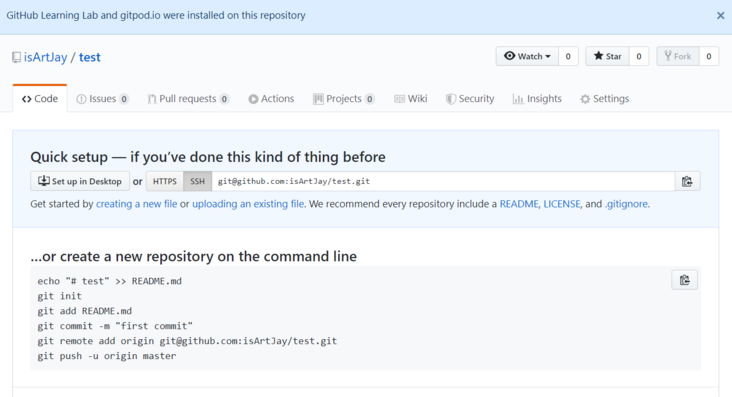 GitHub Learning Lab and gitpod.io were installed on this repository
isArtJay / test
Watch 0 Star 0 Fork 0
Code Issues 0 Pull requests 0 Actions Projects 0 Wiki Security Insights Settings
Quick setup — if you’ve done this kind of thing before
Set up in Desktop or HTTPS SSH git@github.com:isArtJay/test.git
Get started by creating a new file or uploading an existing file. We recommend every repository include a README, LICENSE, and .gitignore.
…or create a new repository on the command line
echo "# test" >> README.md
git init
git add README.md
git commit -m "first commit"
git remote add origin git@github.com:isArtJay/test.git
git push -u origin master